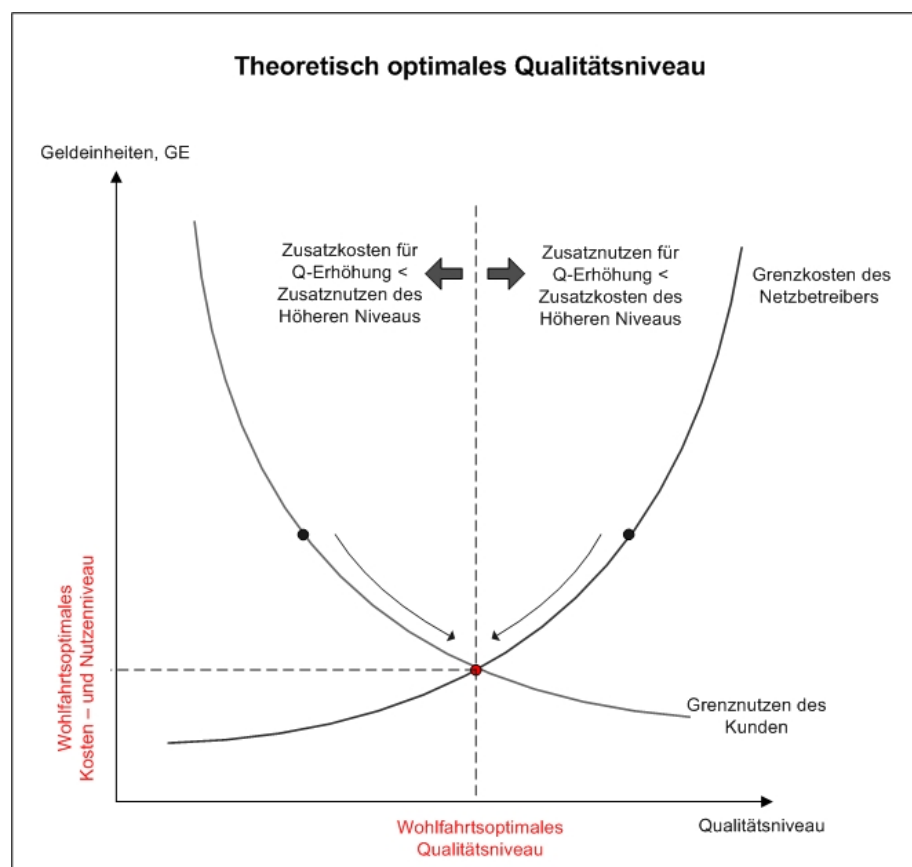 Theoretisch optimales Qualitätsniveau
Geldeinheiten, GE
Zusatzkosten für
Q-Erhöhung <
Zusatznutzen des
Höheren Niveaus
Zusatznutzen für
Q-Erhöhung <
Zusatzkosten des
Höheren Niveaus
Grenzkosten des
Netzbetreibers
Wohlfahrtsoptimales
Kosten – und Nutzenniveau
Grenznutzen des
Kunden
Wohlfahrtsoptimales
Qualitätsniveau
Qualitätsniveau